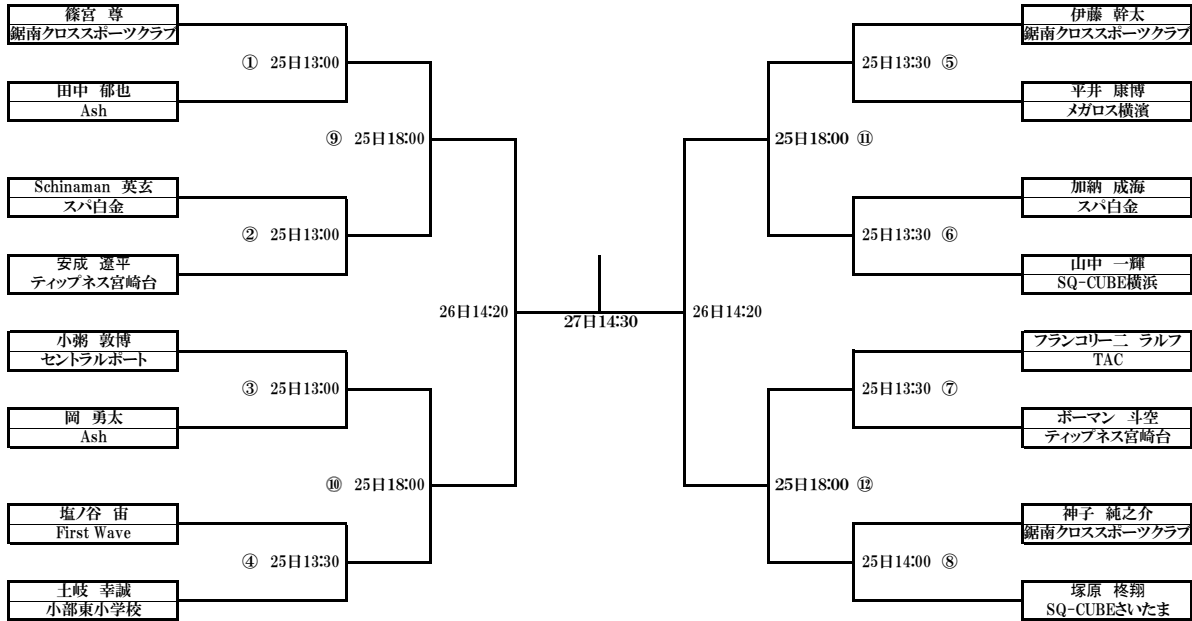 篠宮 尊
鋸南クロススポーツクラブ
① 25日13:00
田中 郁也
Ash
⑨ 25日18:00
Schinaman 英玄
スパ白金
② 25日13:00
安成 遼平
ティップネス宮崎台
26日14:20
小粥 敦博
セントラルポート
③ 25日13:00
岡 勇太
Ash
⑩ 25日18:00
塩ノ谷 宙
First Wave
④ 25日13:30
土岐 幸誠
小部東小学校
27日14:30
伊藤 幹太
鋸南クロススポーツクラブ
25日13:30 ⑤
平井 康博
メガロス横濱
25日18:00 ⑪
加納 成海
スパ白金
25日13:30 ⑥
山中 一輝
SQ-CUBE横浜
26日14:20
フランコリーニ ラルフ
TAC
25日13:30 ⑦
ボーマン 斗空
ティップネス宮崎台
25日18:00 ⑫
神子 純之介
鋸南クロススポーツクラブ
25日14:00 ⑧
塚原 柊翔
SQ-CUBEさいたま